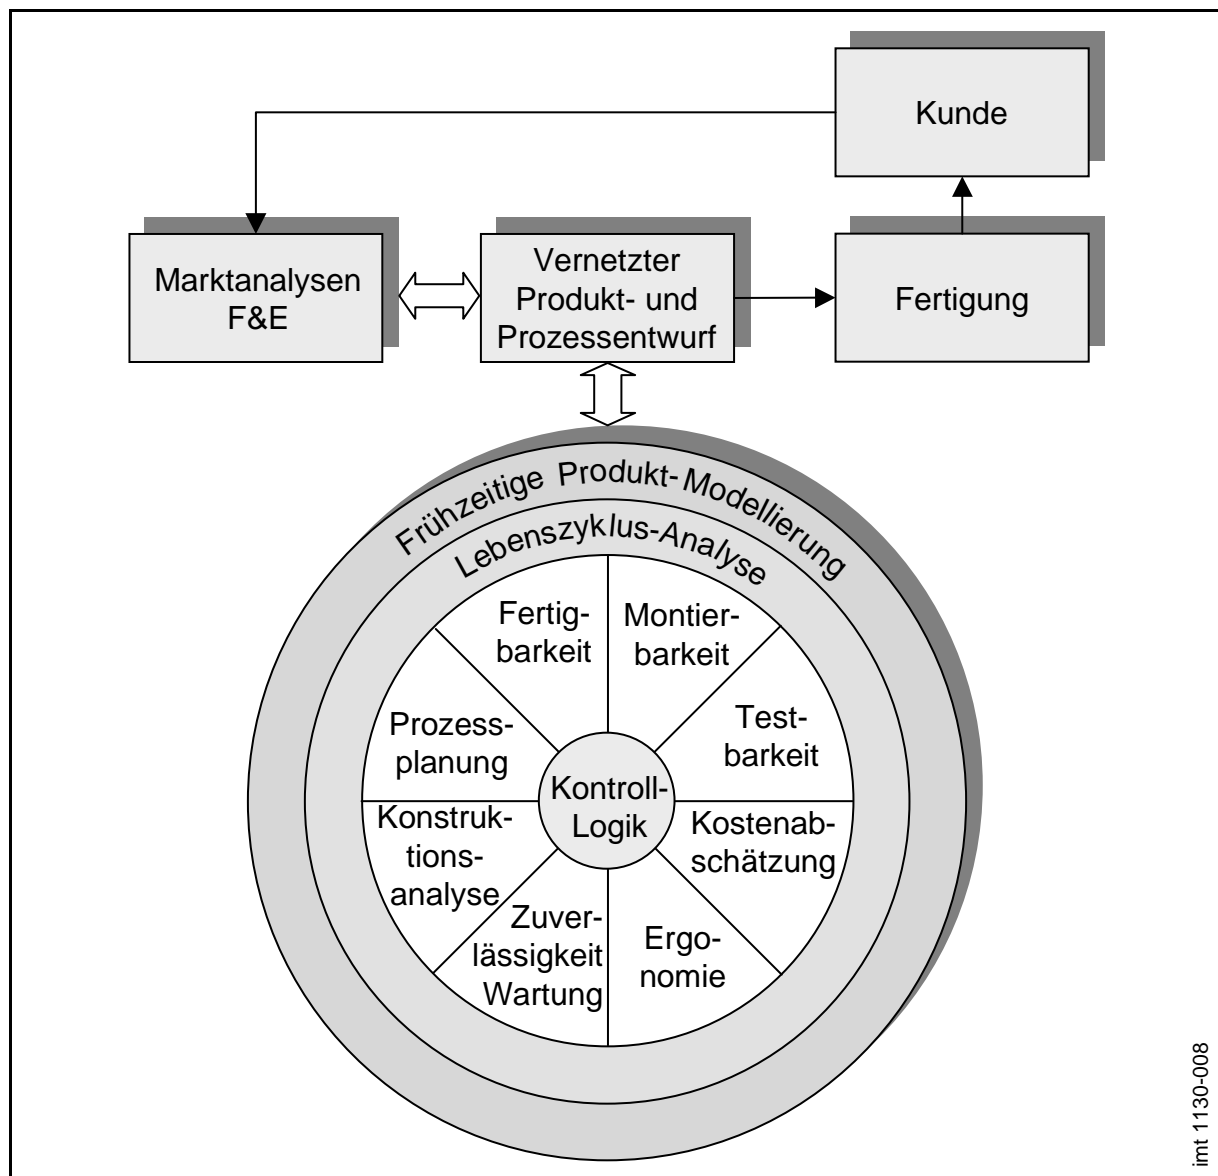 Kunde
Marktanalysen
F&E
Vernetzter
Produkt- und
Prozessentwurf
Fertigung
Frühzeitige Produkt-Modellierung
Lebenszyklus-Analyse
Fertig-
barkeit
Montier-
barkeit
Prozess-
planung
Test-
barkeit
Kontroll-
Logik
Konstruk-
tions-
analyse
Kostenab-
schätzung
Zuver-
lässigkeit
Wartung
Ergo-
nomie
imt 1130-008